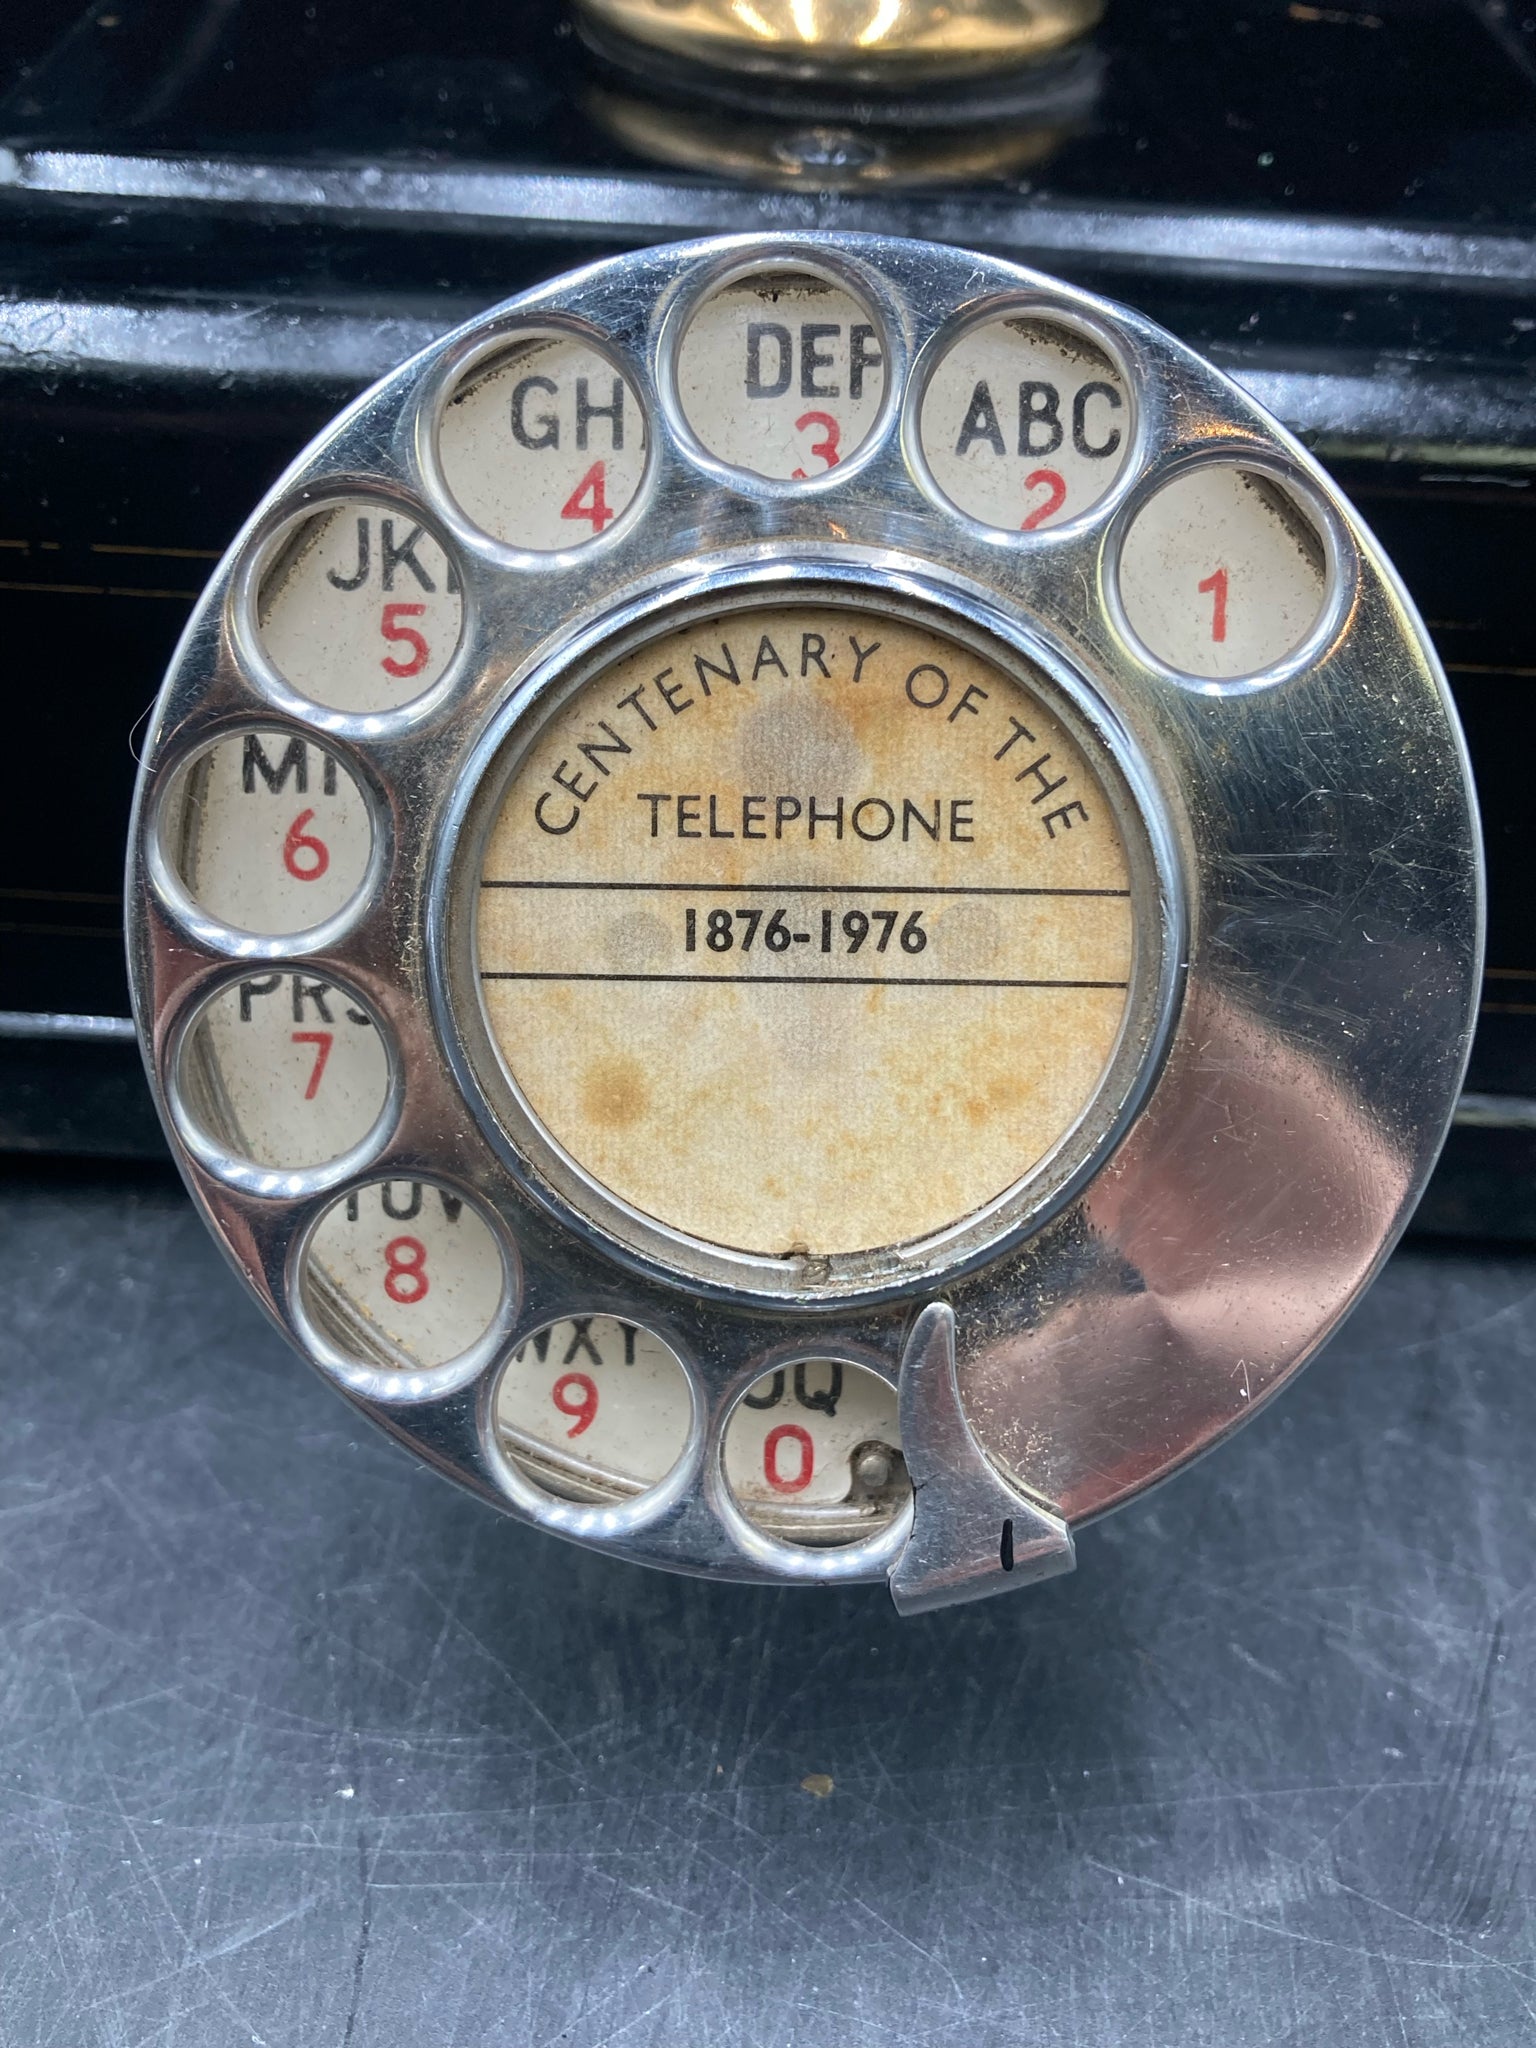 CENTENARY OF THE
TELEPHONE
1876-1976
1
ABC
2
DEF
3
GH
4
JK
5
6
7
8
9
0